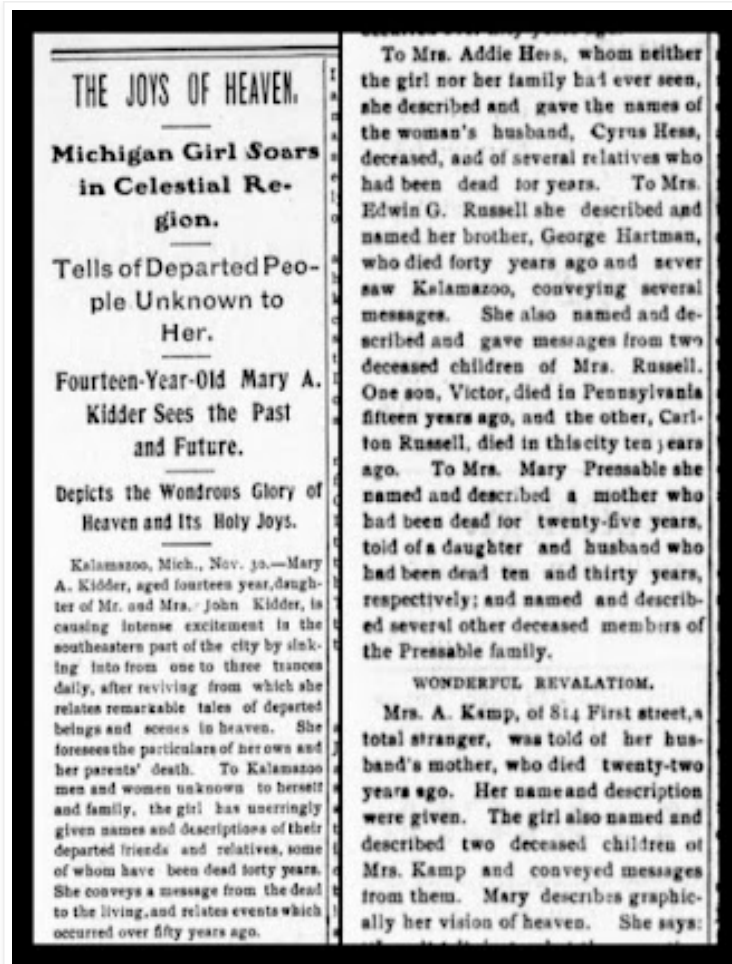 THE JOYS OF HEAVEN.
Michigan Girl Soars
in Celestial Re-
gion.
Tells of Departed Peo-
ple Unknown to
Her.
Fourteen-Year-Old Mary A.
Kidder Sees the Past
and Future.
Depicts the Wondrous Glory of
Heaven and Its Holy Joys.
Kalamazoo, Mich., Nov. 30.—Mary
A. Kidder, aged fourteen year,daugh-
ter of Mr. and Mrs. John Kidder, is
causing intense excitement in the
southeastern part of the city by sink-
ing into from one to three trances
daily, after reviving from which she
relates remarkable tales of departed
beings and scenes in heaven. She
foresees the particulars of her own and
her parents' death. To Kalamazoo
men and women unknown to herself
and family, the girl has unerringly
given names and descriptions of their
departed friends and relatives, some
of whom have been dead forty years.
She conveys a message from the dead
to the living,and relates events which
occurred over fifty years ago.
To Mrs. Addie Hess, whom neither
the girl nor her family had ever seen,
she described and gave the names of
the woman's husband, Cyrus Hess,
deceased, and of several relatives who
had been dead for years. To Mrs.
Edwin G. Russell she described and
named her brother, George Hartman,
who died forty years ago and never
saw Kalamazoo, conveying several
messages. She also named and de-
scribed and gave messages from two
deceased children of Mrs. Russell.
One son, Victor, died in Pennsylvania
fifteen years ago, and the other, Carl-
ton Russell, died in this city ten years
ago. To Mrs. Mary Pressable she
named and described a mother who
had been dead for twenty-five years,
told of a daughter and husband who
had been dead ten and thirty years,
respectively; and named and describ-
ed several other deceased members of
the Pressable family.
WONDERFUL REVALATIOM.
Mrs. A. Kamp, of 814 First street,a
total stranger, was told of her hus-
band's mother, who died twenty-two
years ago. Her name and description
were given. The girl also named and
described two deceased children of
Mrs. Kamp and conveyed messages
from them. Mary describes graphic-
ally her vision of heaven. She says: